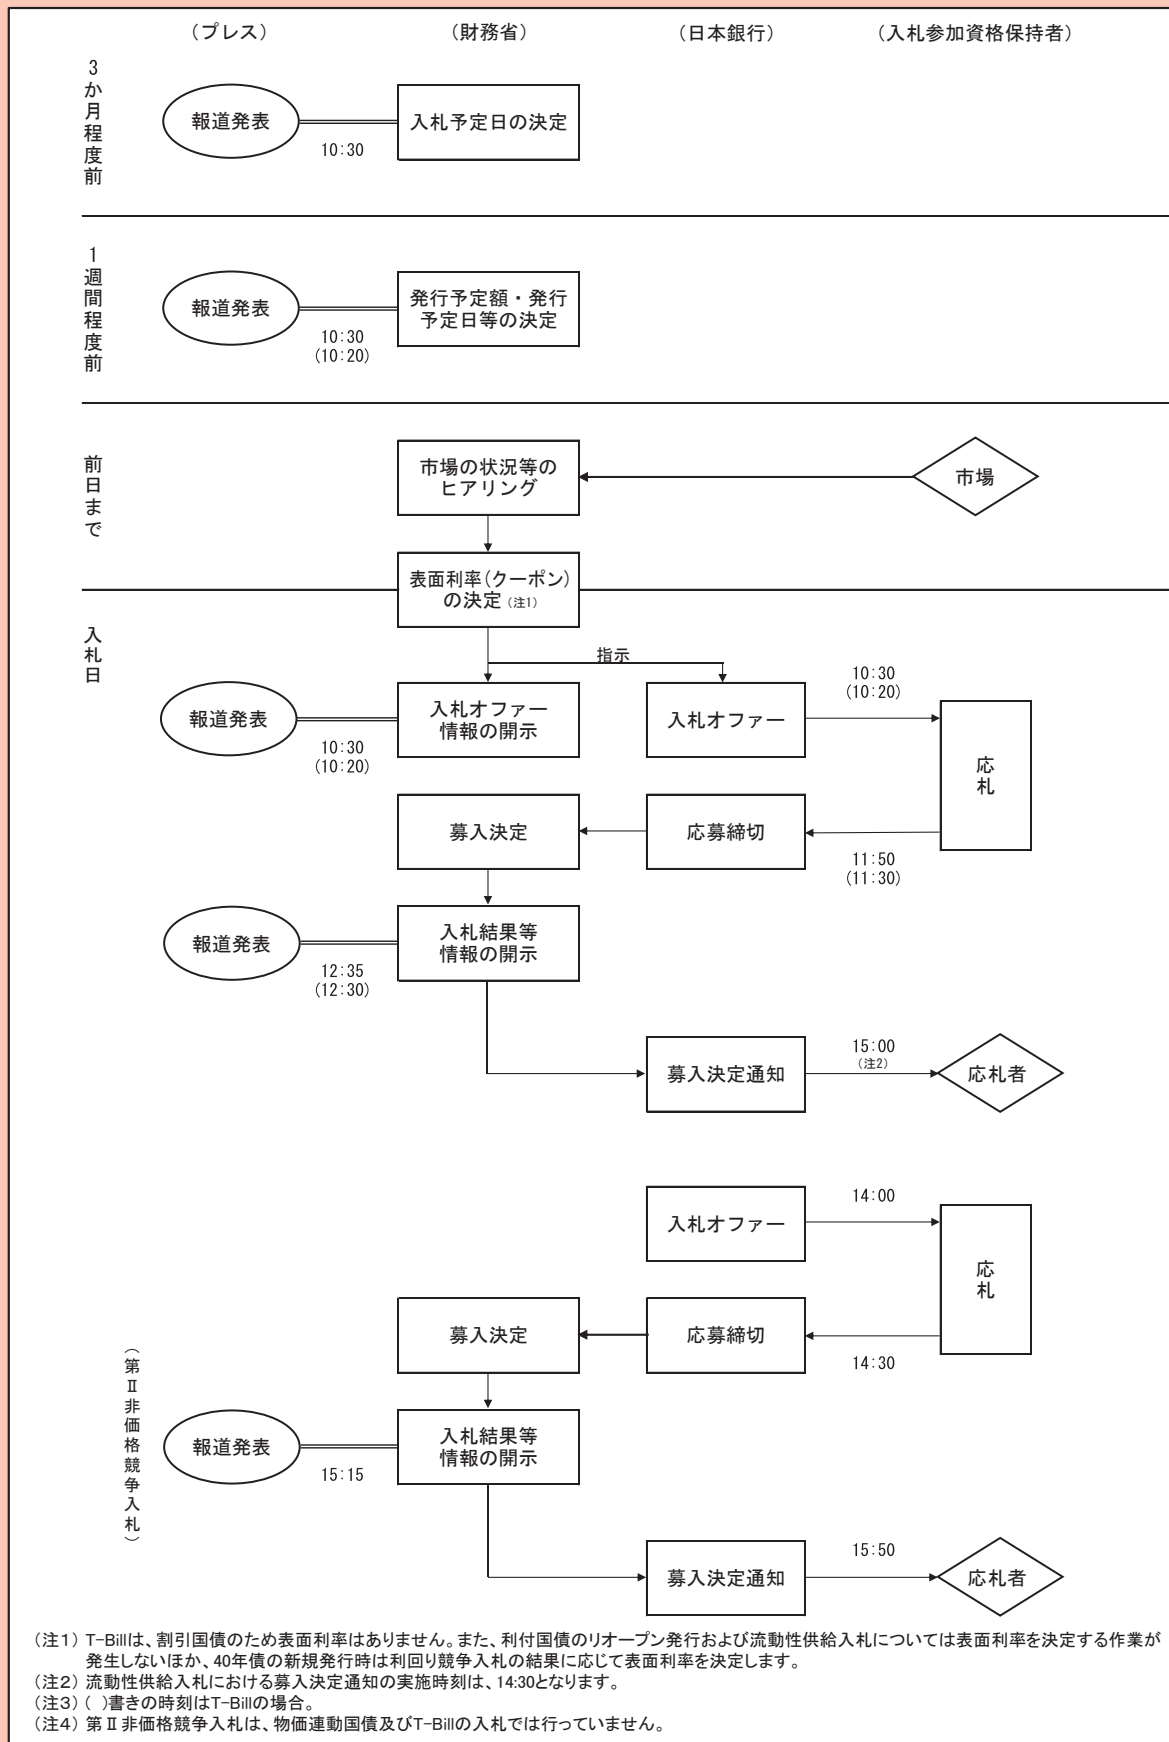 （プレス） （財務省） （日本銀行） （入札参加資格保持者）
3か月程度前
報道発表
10:30
入札予定日の決定
1週間程度前
報道発表
10:30
(10:20)
発行予定額・発行
予定日等の決定
前日まで
市場の状況等の
ヒアリング
市場
表面利率(クーポン)
の決定（注1）
入札日
指示
報道発表
10:30
(10:20)
入札オファー
情報の開示
入札オファー
10:30
(10:20)
応札
募入決定
応募締切
11:50
(11:30)
報道発表
12:35
(12:30)
入札結果等
情報の開示
募入決定通知
15:00
（注2）
応札者
（第Ⅱ非価格競争入札）
入札オファー
14:00
応札
募入決定
応募締切
14:30
報道発表
15:15
入札結果等
情報の開示
募入決定通知
15:50
応札者
（注1） T-Billは、割引国債のため表面利率はありません。また、利付国債のリオープン発行および流動性供給入札については表面利率を決定する作業が
発生しないほか、40年債の新規発行時は利回り競争入札の結果に応じて表面利率を決定します。
（注2） 流動性供給入札における募入決定通知の実施時刻は、14:30となります。
（注3） ( )書きの時刻はT-Billの場合。
（注4） 第Ⅱ非価格競争入札は、物価連動国債及びT-Billの入札では行っていません。